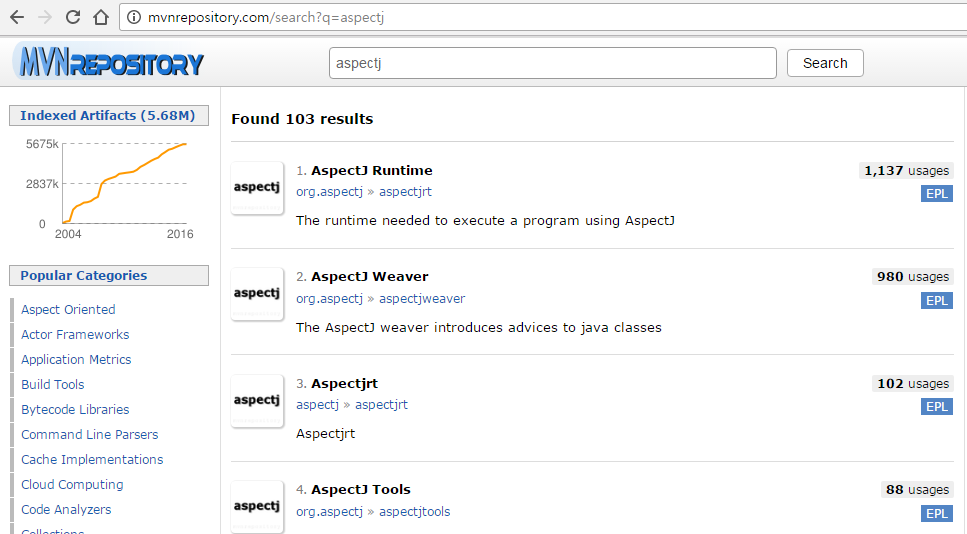 mvnrepository.com/search?q=aspectj
MVNREPOSITORY
aspectj
Search
Indexed Artifacts (5.68M)
5675k
2837k
0
2004 2016
Popular Categories
Aspect Oriented
Actor Frameworks
Application Metrics
Build Tools
Bytecode Libraries
Command Line Parsers
Cache Implementations
Cloud Computing
Code Analyzers
Collections
Found 103 results
aspectj
1. AspectJ Runtime
1,137 usages
org.aspectj » aspectjrt
EPL
The runtime needed to execute a program using AspectJ
aspectj
2. AspectJ Weaver
980 usages
org.aspectj » aspectjweaver
EPL
The AspectJ weaver introduces advices to java classes
aspectj
3. Aspectjrt
102 usages
aspectj » aspectjrt
EPL
Aspectjrt
aspectj
4. AspectJ Tools
88 usages
org.aspectj » aspectjtools
EPL